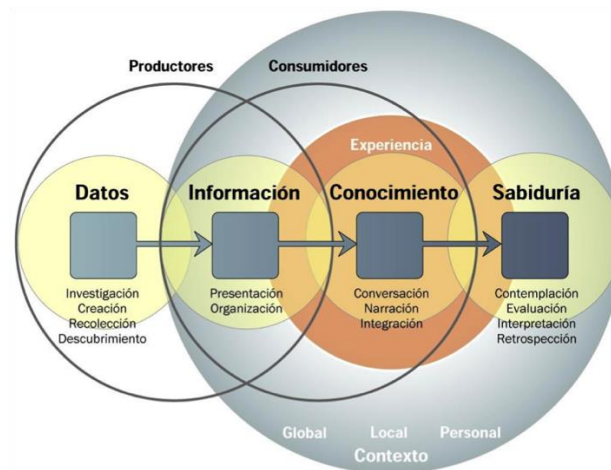 Productores
Consumidores
Experiencia
Datos
Información
Conocimiento
Sabiduría
Investigación
Creación
Recolección
Descubrimiento
Presentación
Organización
Conversación
Narración
Integración
Contemplación
Evaluación
Interpretación
Retrospección
Global
Local
Personal
Contexto